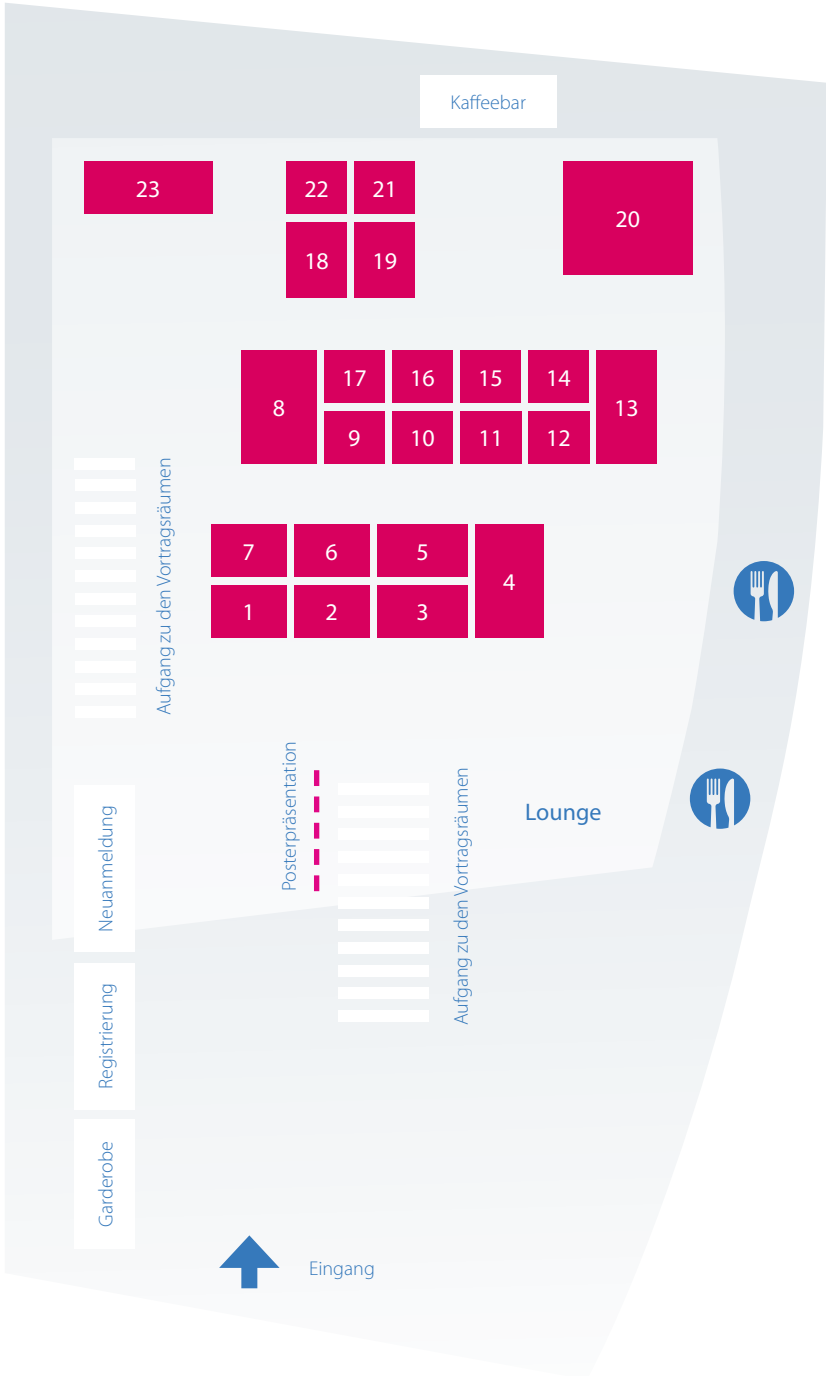 Kaffeebar
23
22
21
20
18
19
8
17
16
15
14
13
9
10
11
12
Aufgang zu den Vortragsräumen
7
6
5
4
1
2
3
Posterpräsentation
Aufgang zu den Vortragsräumen
Lounge
Neuanmeldung
Registrierung
Garderobe
Eingang